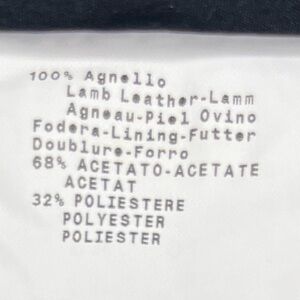 100% Agnello
Lamb Leather-Lamm
Agneau-Piel Ovino
Fodera-Lining-Futter
Doublure-Forro
68% ACETATO-ACETATE
ACETAT
32% POLIESTERE
POLYESTER
POLIESTER